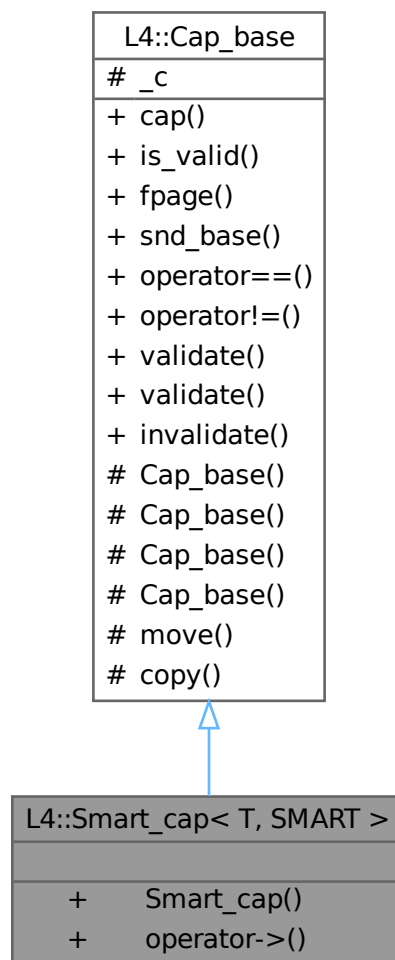 L4::Cap_base
# _c
+ cap()
+ is_valid()
+ fpage()
+ snd_base()
+ operator==()
+ operator!=()
+ validate()
+ validate()
+ invalidate()
# Cap_base()
# Cap_base()
# Cap_base()
# Cap_base()
# move()
# copy()
L4::Smart_cap< T, SMART >
+ Smart_cap()
+ operator->()